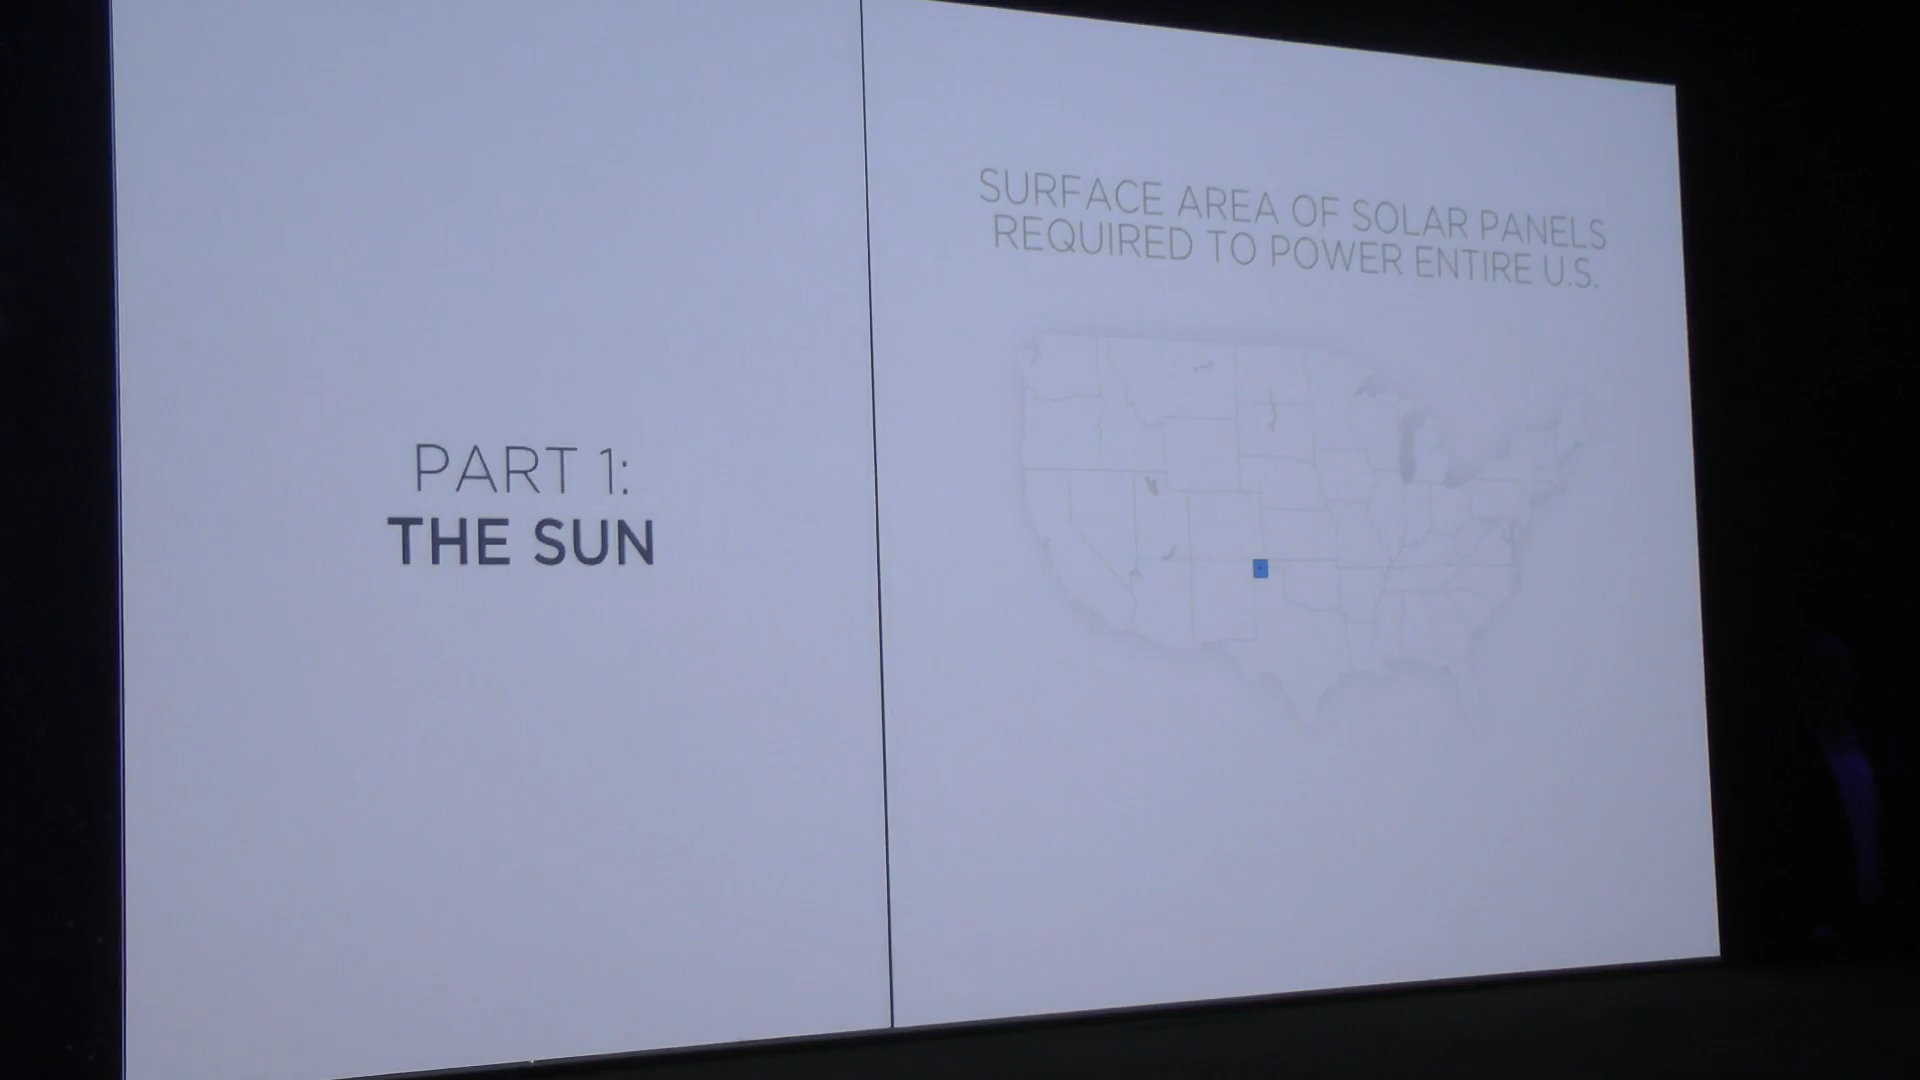 PART 1:
THE SUN
SURFACE AREA OF SOLAR PANELS
REQUIRED TO POWER ENTIRE U.S.